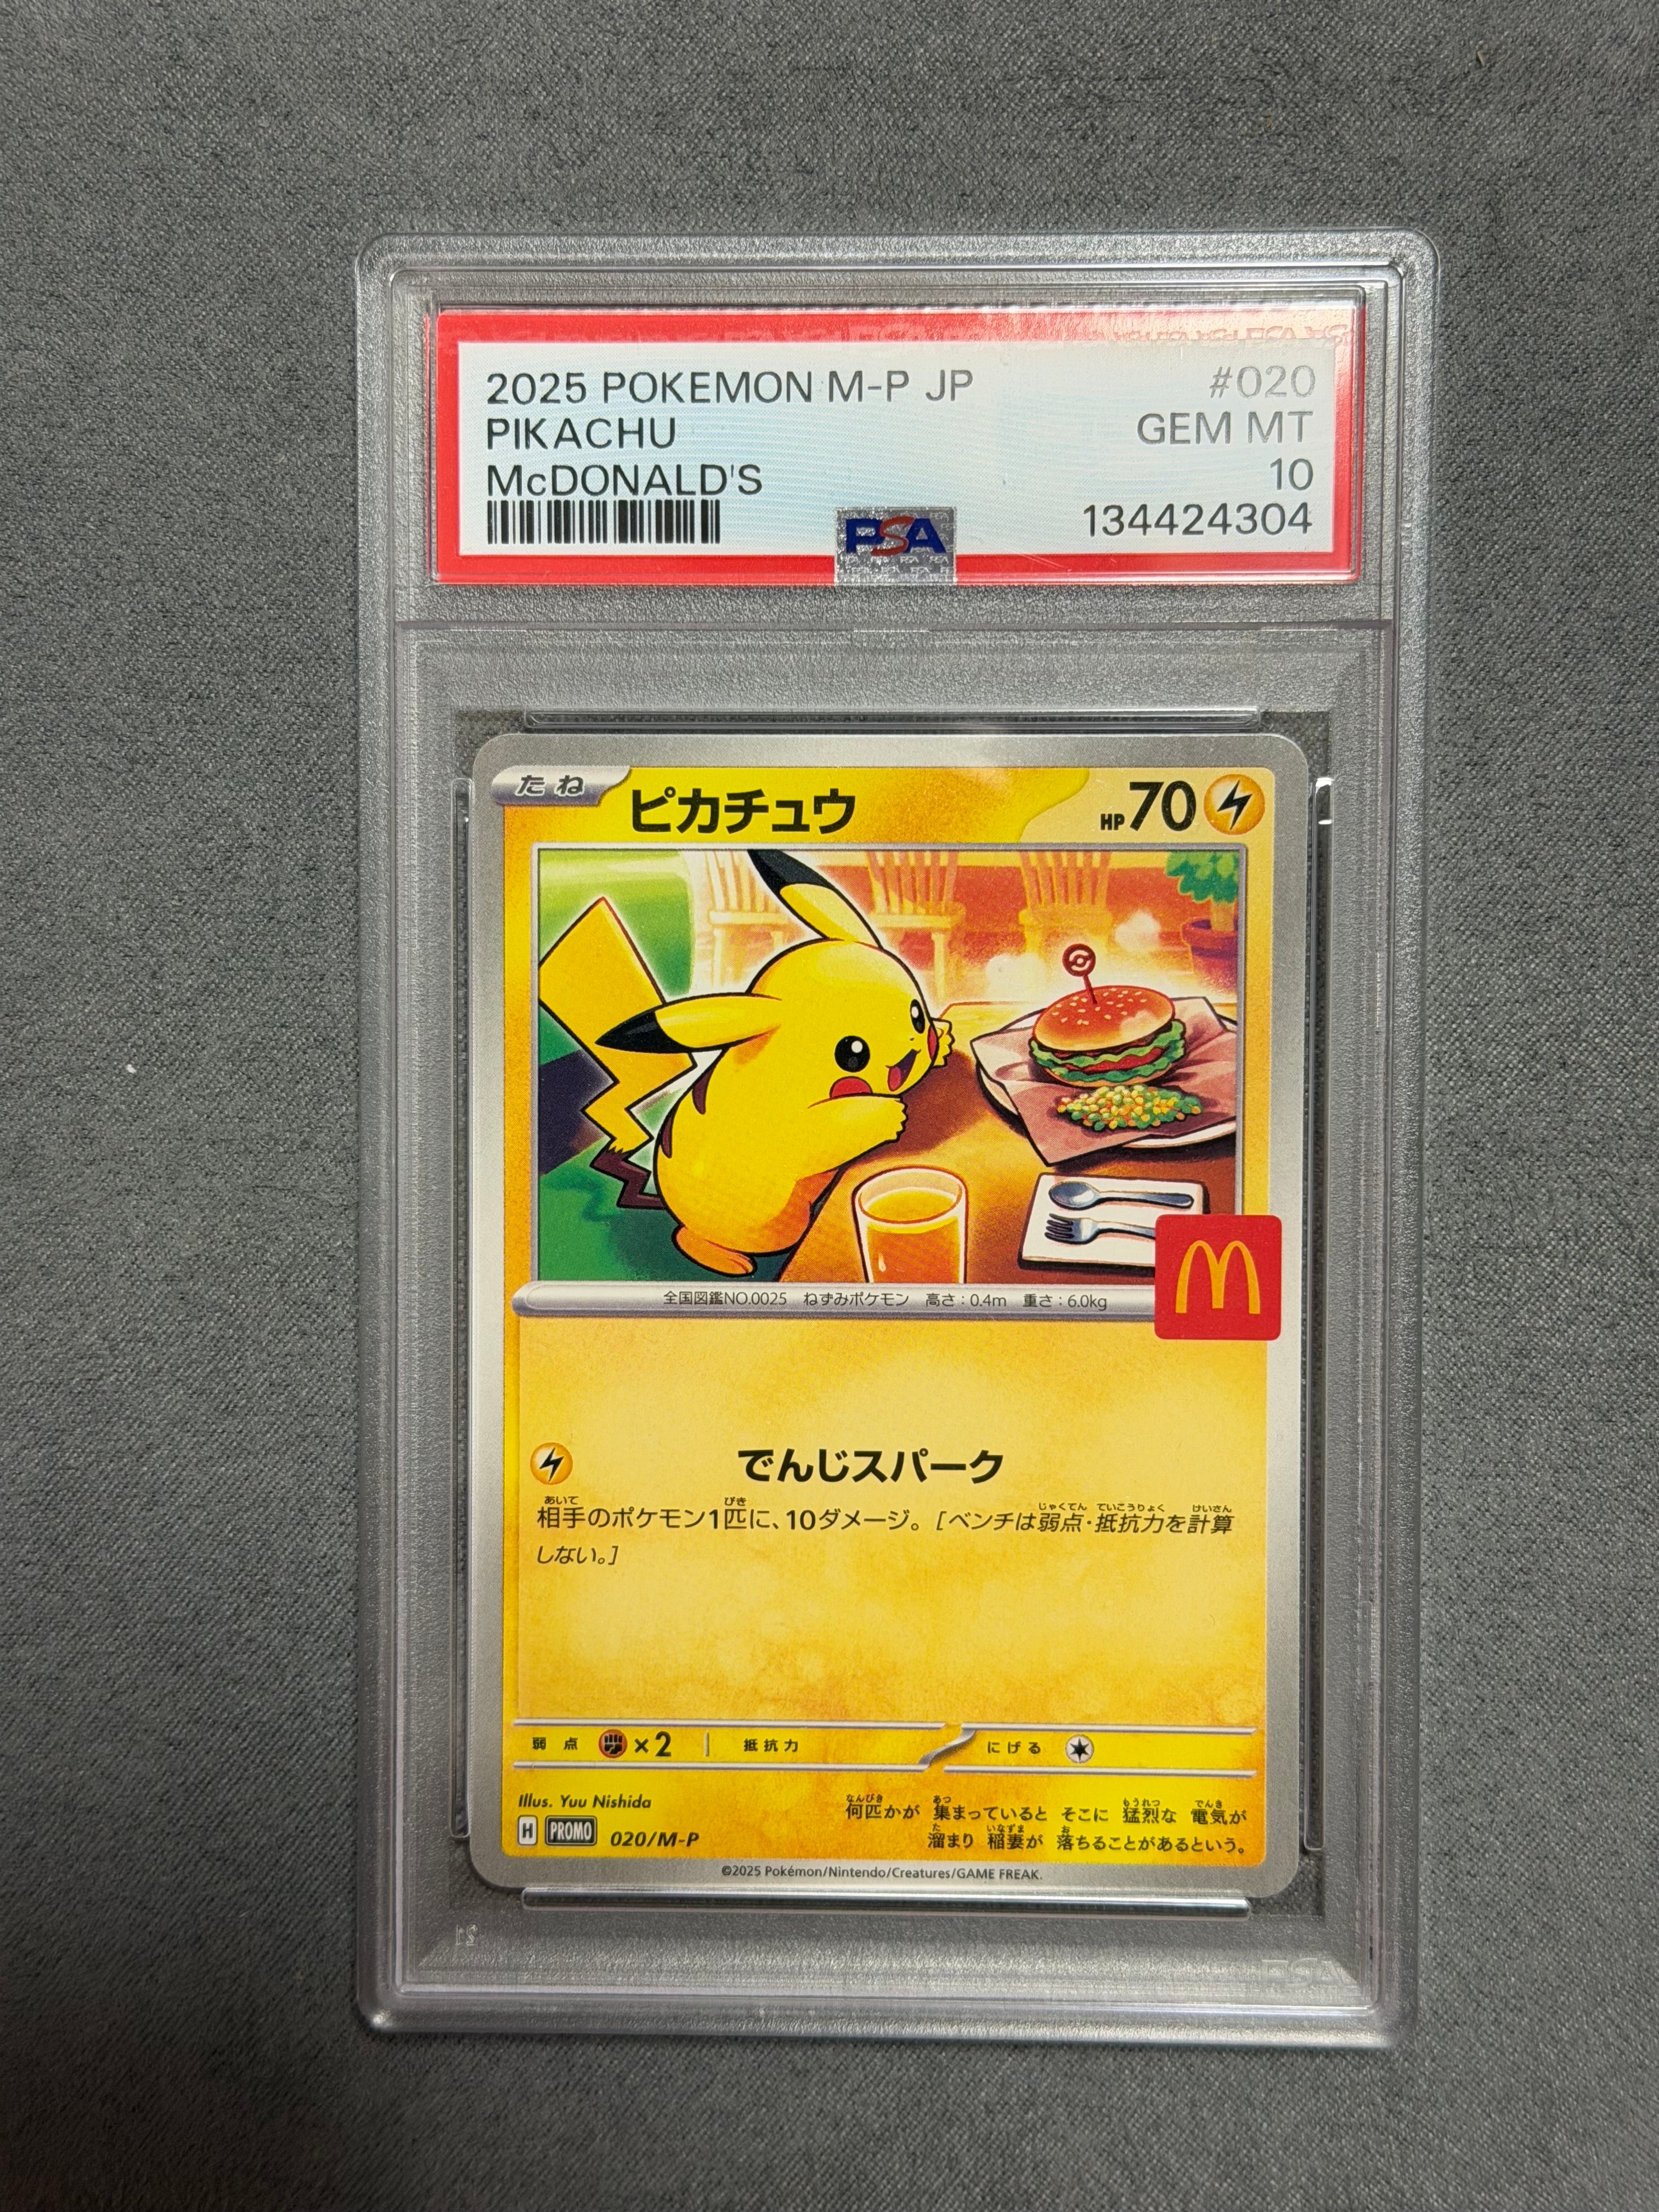 2025 POKEMON M-P JP #020
PIKACHU GEM MT
McDONALD'S 10
134424304
PSA
たね ピカチュウ HP70
全国図鑑NO.0025 ねずみポケモン 高さ:0.4m 重さ:6.0kg
M
でんじスパーク
相手のポケモン1匹に、10ダメージ。[ベンチは弱点・抵抗力を計算
しない。]
弱点 ×2 抵抗力 にげる
Illus. Yuu Nishida
H PROMO 020/M-P
何匹かが 集まっていると そこに 猛烈な 電気が
溜まり 稲妻が 落ちることがあるという。
©2025 Pokémon/Nintendo/Creatures/GAME FREAK.